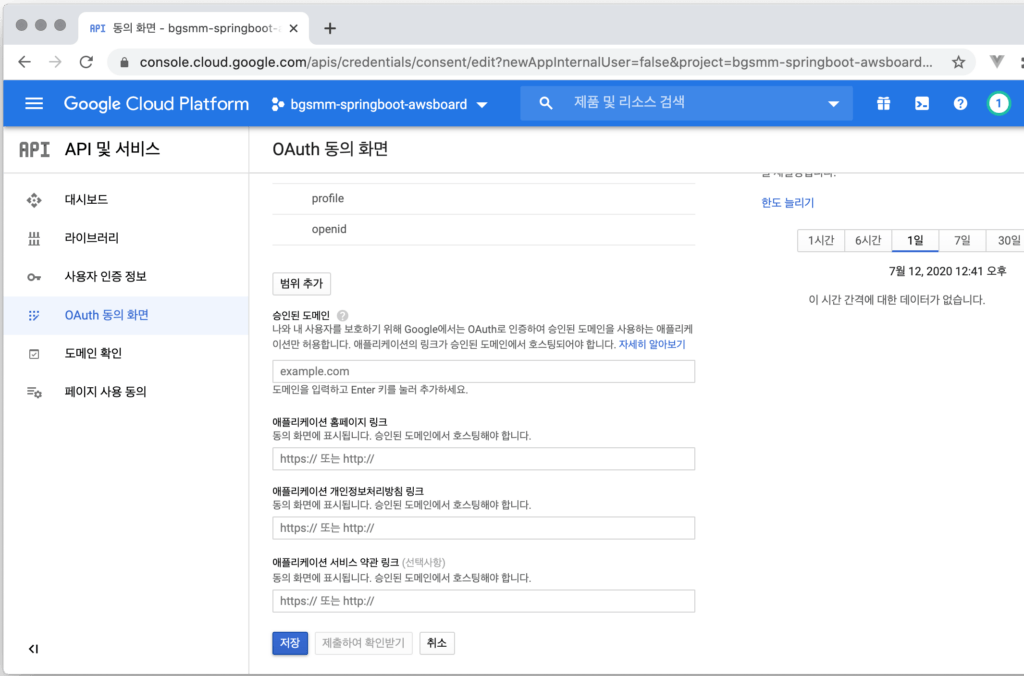 API 동의 화면 - bgsmm-springboot-
console.cloud.google.com/apis/credentials/consent/edit?newAppInternalUser=false&project=bgsmm-springboot-awsboard...
Google Cloud Platform
bgsmm-springboot-awsboard
제품 및 리소스 검색
1
API API 및 서비스
OAuth 동의 화면
대시보드
라이브러리
사용자 인증 정보
OAuth 동의 화면
도메인 확인
페이지 사용 동의
profile
openid
범위 추가
승인된 도메인
나와 내 사용자를 보호하기 위해 Google에서는 OAuth로 인증하여 승인된 도메인을 사용하는 애플리케
이션만 허용합니다. 애플리케이션의 링크가 승인된 도메인에서 호스팅되어야 합니다. 자세히 알아보기
example.com
도메인을 입력하고 Enter 키를 눌러 추가하세요.
애플리케이션 홈페이지 링크
동의 화면에 표시됩니다. 승인된 도메인에서 호스팅해야 합니다.
https:// 또는 http://
애플리케이션 개인정보처리방침 링크
동의 화면에 표시됩니다. 승인된 도메인에서 호스팅해야 합니다.
https:// 또는 http://
애플리케이션 서비스 약관 링크 (선택사항)
동의 화면에 표시됩니다. 승인된 도메인에서 호스팅해야 합니다.
https:// 또는 http://
저장
제출하여 확인받기
취소
한도 늘리기
1시간
6시간
1일
7일
30일
7월 12, 2020 12:41 오후
이 시간 간격에 대한 데이터가 없습니다.